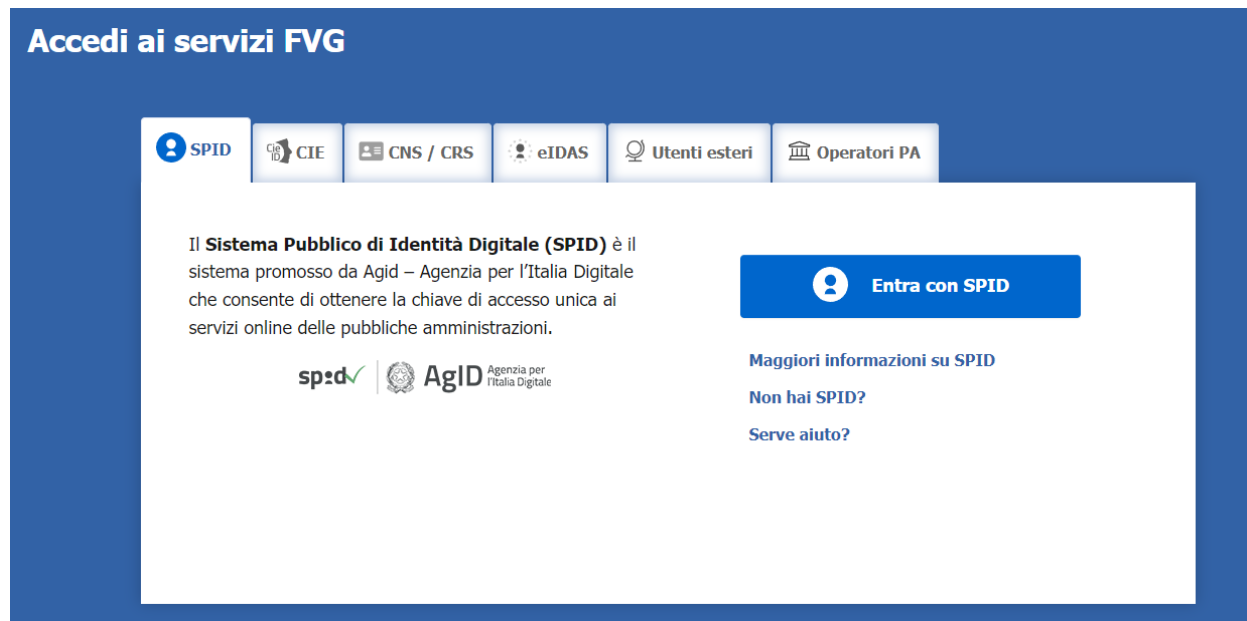 Accedi ai servizi FVG
SPID
Cie ID CIE
CNS / CRS
eIDAS
Utenti esteri
Operatori PA
Il Sistema Pubblico di Identità Digitale (SPID) è il
sistema promosso da Agid – Agenzia per l'Italia Digitale
che consente di ottenere la chiave di accesso unica ai
servizi online delle pubbliche amministrazioni.
spid
AgID Agenzia per
l'Italia Digitale
Entra con SPID
Maggiori informazioni su SPID
Non hai SPID?
Serve aiuto?